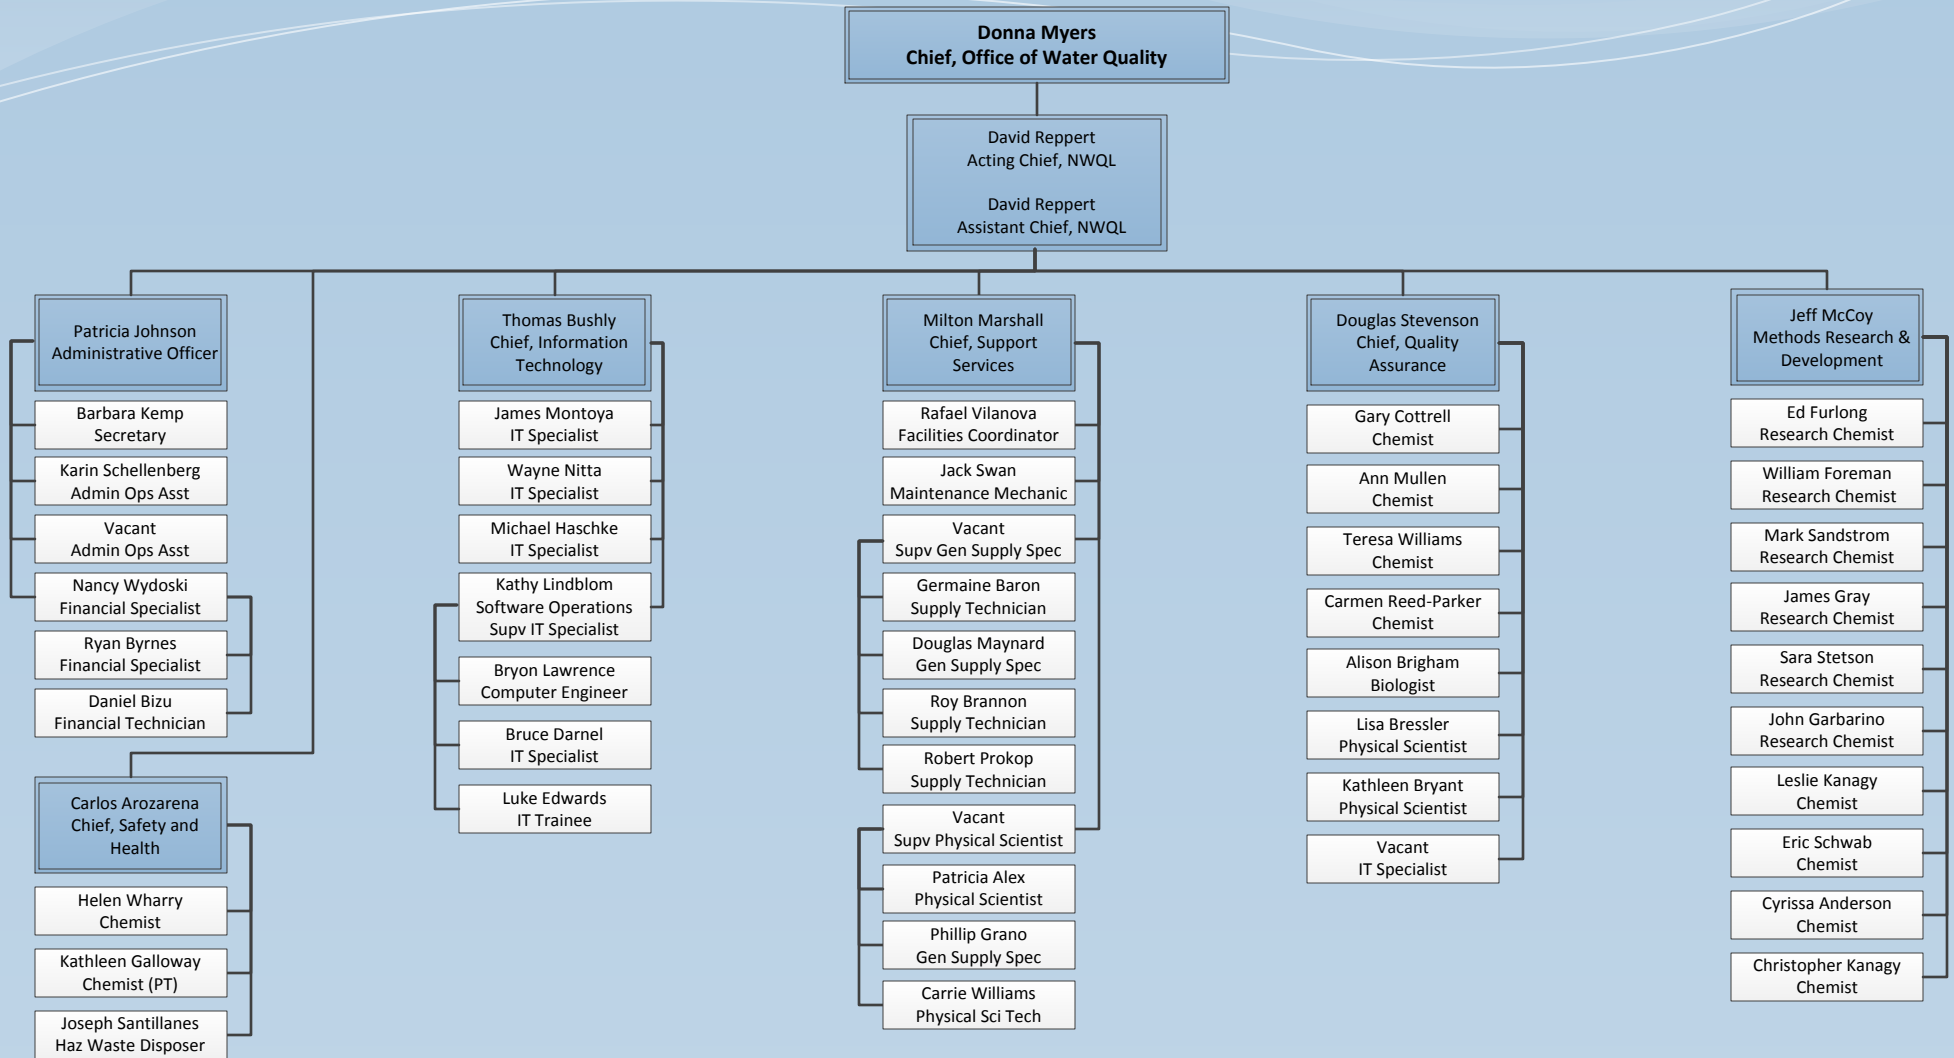 Donna Myers
Chief, Office of Water Quality
David Reppert
Acting Chief, NWQL
David Reppert
Assistant Chief, NWQL
Patricia Johnson
Administrative Officer
Barbara Kemp
Secretary
Karin Schellenberg
Admin Ops Asst
Vacant
Admin Ops Asst
Nancy Wydoski
Financial Specialist
Ryan Byrnes
Financial Specialist
Daniel Bizu
Financial Technician
Carlos Arozarena
Chief, Safety and
Health
Helen Wharry
Chemist
Kathleen Galloway
Chemist (PT)
Joseph Santillanes
Haz Waste Disposer
Thomas Bushly
Chief, Information
Technology
James Montoya
IT Specialist
Wayne Nitta
IT Specialist
Michael Haschke
IT Specialist
Kathy Lindblom
Software Operations
Supv IT Specialist
Bryon Lawrence
Computer Engineer
Bruce Darnel
IT Specialist
Luke Edwards
IT Trainee
Milton Marshall
Chief, Support
Services
Rafael Vilanova
Facilities Coordinator
Jack Swan
Maintenance Mechanic
Vacant
Supv Gen Supply Spec
Germaine Baron
Supply Technician
Douglas Maynard
Gen Supply Spec
Roy Brannon
Supply Technician
Robert Prokop
Supply Technician
Vacant
Supv Physical Scientist
Patricia Alex
Physical Scientist
Phillip Grano
Gen Supply Spec
Carrie Williams
Physical Sci Tech
Douglas Stevenson
Chief, Quality
Assurance
Gary Cottrell
Chemist
Ann Mullen
Chemist
Teresa Williams
Chemist
Carmen Reed-Parker
Chemist
Alison Brigham
Biologist
Lisa Bressler
Physical Scientist
Kathleen Bryant
Physical Scientist
Vacant
IT Specialist
Jeff McCoy
Methods Research &
Development
Ed Furlong
Research Chemist
William Foreman
Research Chemist
Mark Sandstrom
Research Chemist
James Gray
Research Chemist
Sara Stetson
Research Chemist
John Garbarino
Research Chemist
Leslie Kanagy
Chemist
Eric Schwab
Chemist
Cyrissa Anderson
Chemist
Christopher Kanagy
Chemist